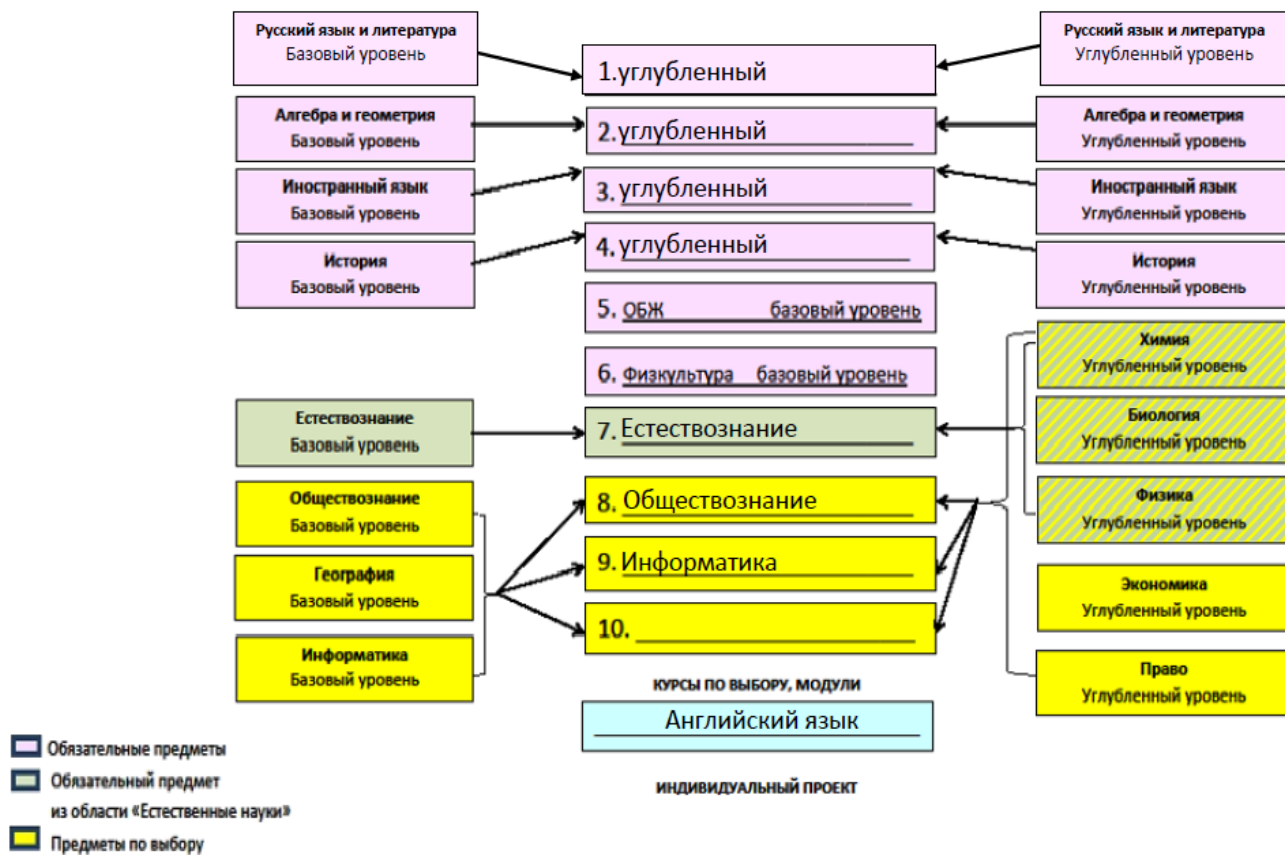 Русский язык и литература
Базовый уровень
1.углубленный
Русский язык и литература
Углубленный уровень
Алгебра и геометрия
Базовый уровень
2. углубленный
Алгебра и геометрия
Углубленный уровень
Иностранный язык
Базовый уровень
3. углубленный
Иностранный язык
Углубленный уровень
История
Базовый уровень
4. углубленный
История
Углубленный уровень
5. ОБЖ базовый уровень
6. Физкультура базовый уровень
Химия
Углубленный уровень
Естествознание
Базовый уровень
7. Естествознание
Биология
Углубленный уровень
Обществознание
Базовый уровень
8. Обществознание
Физика
Углубленный уровень
География
Базовый уровень
9. Информатика
Экономика
Углубленный уровень
Информатика
Базовый уровень
10.
Право
Углубленный уровень
КУРСЫ ПО ВЫБОРУ, МОДУЛИ
Английский язык
ИНДИВИДУАЛЬНЫЙ ПРОЕКТ
Обязательные предметы
Обязательный предмет
из области «Естественные науки»
Предметы по выбору